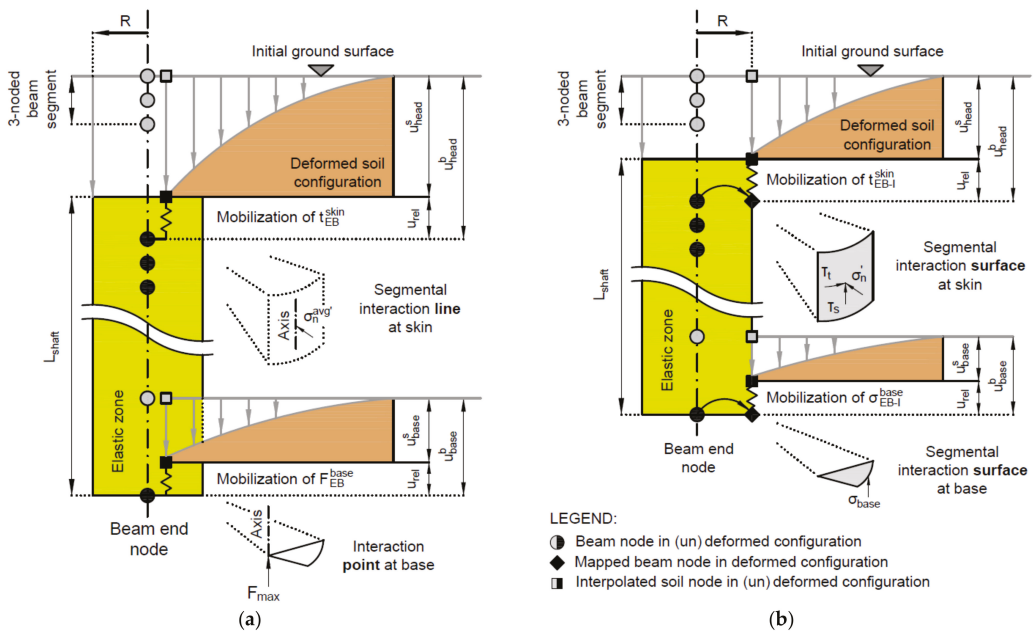 R
Initial ground surface
3-noded
beam
segment
u^s_head
u^b_head
Deformed soil
configuration
Mobilization of t^skin_EB
u_rel
Segmental
interaction line
at skin
Axis
σ_n^avg'
L_shaft
Elastic zone
u^s_base
u^b_base
Mobilization of F^base_EB
u_rel
Beam end
node
Axis
Interaction
point at base
F_max
(a)
R
Initial ground surface
3-noded
beam
segment
u^s_head
u^b_head
Deformed soil
configuration
Mobilization of t^skin_EB-I
u_rel
Segmental
interaction surface
at skin
τ_t
σ_n'
τ_s
L_shaft
Elastic zone
u^s_base
u^b_base
Mobilization of σ^base_EB-I
u_rel
Beam end
node
Segmental
interaction surface
at base
σ_base
LEGEND:
Beam node in (un) deformed configuration
Mapped beam node in deformed configuration
Interpolated soil node in (un) deformed configuration
(b)